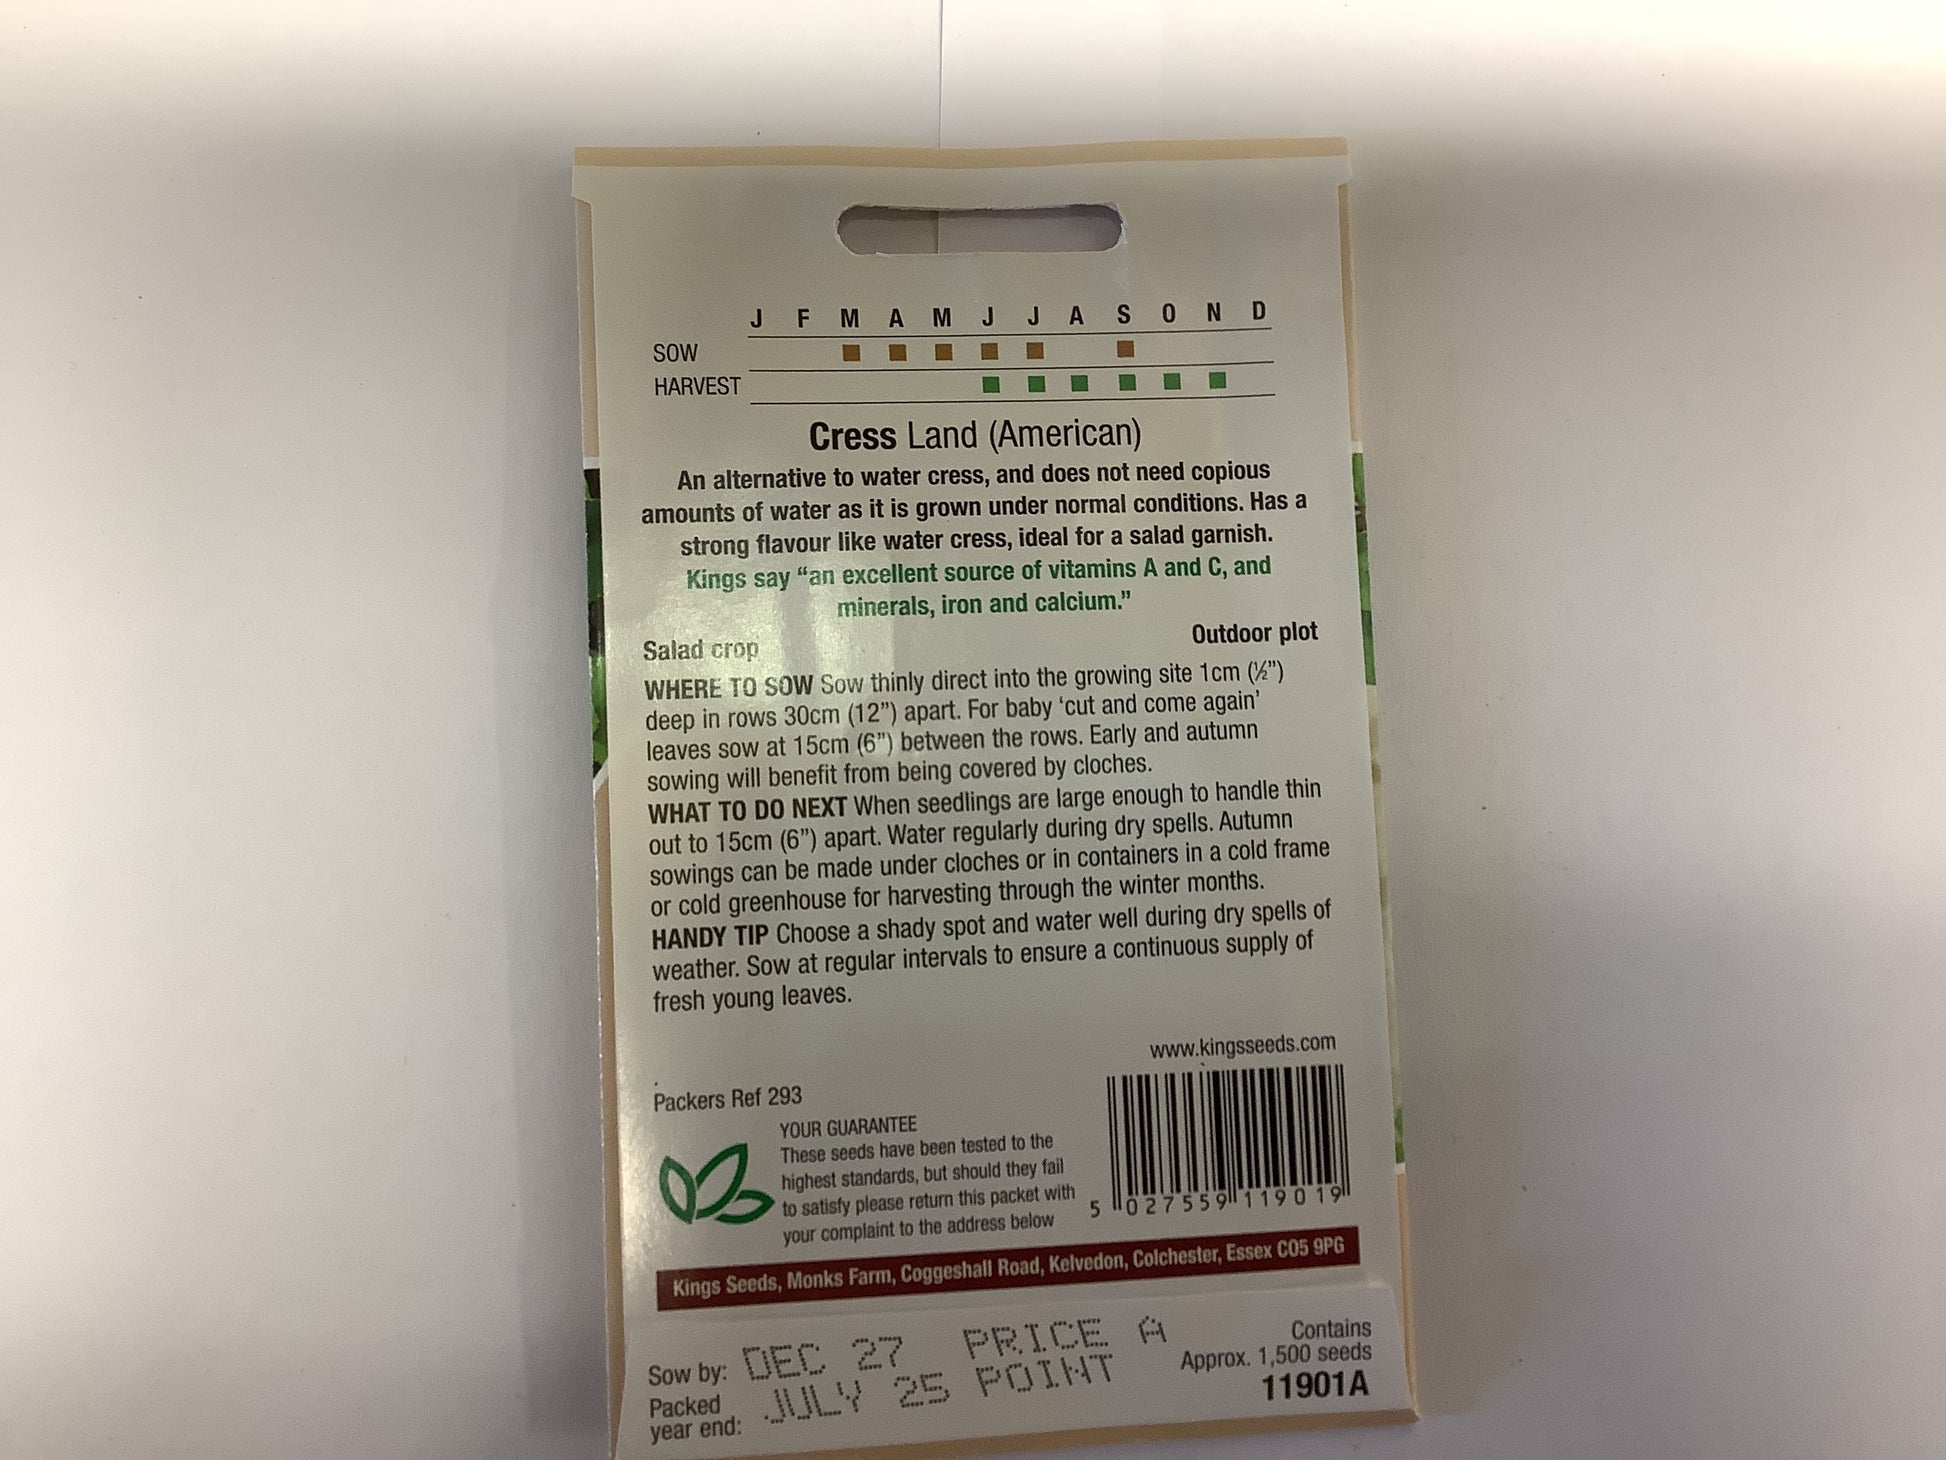 J F M A M J J A S O N D
SOW
HARVEST
Cress Land (American)
An alternative to water cress, and does not need copious
amounts of water as it is grown under normal conditions. Has a
strong flavour like water cress, ideal for a salad garnish.
Kings say “an excellent source of vitamins A and C, and
minerals, iron and calcium.”
Salad crop Outdoor plot
WHERE TO SOW Sow thinly direct into the growing site 1cm (½”)
deep in rows 30cm (12”) apart. For baby ‘cut and come again’
leaves sow at 15cm (6”) between the rows. Early and autumn
sowing will benefit from being covered by cloches.
WHAT TO DO NEXT When seedlings are large enough to handle thin
out to 15cm (6”) apart. Water regularly during dry spells. Autumn
sowings can be made under cloches or in containers in a cold frame
or cold greenhouse for harvesting through the winter months.
HANDY TIP Choose a shady spot and water well during dry spells of
weather. Sow at regular intervals to ensure a continuous supply of
fresh young leaves.
www.kingsseeds.com
Packers Ref 293
YOUR GUARANTEE
These seeds have been tested to the
highest standards, but should they fail
to satisfy please return this packet with
your complaint to the address below
5 027559 119019
Kings Seeds, Monks Farm, Coggeshall Road, Kelvedon, Colchester, Essex CO5 9PG
Sow by: DEC 27 PRICE A
Packed
year end: JULY 25 POINT
Contains
Approx. 1,500 seeds
11901A